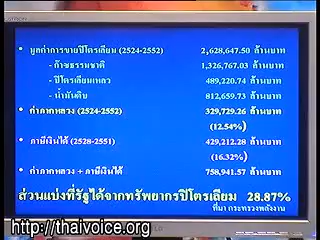 มูลค่าการขายปิโตรเลียม (2524-2552) 2,628,647.50 ล้านบาท
- ก๊าซธรรมชาติ 1,326,767.03 ล้านบาท
- ปิโตรเลียมเหลว 489,220.74 ล้านบาท
- น้ำมันดิบ 812,659.73 ล้านบาท
ค่าภาคหลวง (2524-2552) 329,729.26 ล้านบาท
(12.54%)
ภาษีเงินได้ (2528-2551) 429,212.28 ล้านบาท
(16.32%)
ค่าภาคหลวง + ภาษีเงินได้ 758,941.57 ล้านบาท
ส่วนแบ่งที่รัฐได้จากทรัพยากรปิโตรเลียม 28.87%
ที่มา กระทรวงพลังงาน
http://thaivoice.org